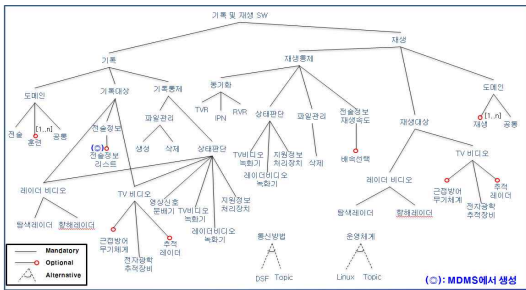 기록 및 재생 SW
기록
재생
재생통제
도메인
기록대상
기록통제
동기화
도메인
전술
훈련
[1..n]
공통
전술정보
(◎)
전술정보
리스트
파일관리
생성
삭제
상태판단
TVR
IPN
RVR
상태판단
파일관리
삭제
전술정보
재생속도
배속선택
TV비디오
녹화기
레이더비디오
녹화기
지원정보
처리장치
재생대상
재생
[1..n]
공통
레이더 비디오
탐색레이더
항해레이더
TV 비디오
근접방어
무기체계
전자광학
추적장비
추적
레이더
영상신호
분배기
TV비디오
녹화기
레이더비디오
녹화기
지원정보
처리장치
레이더 비디오
탐색레이더
항해레이더
TV 비디오
근접방어
무기체계
전자광학
추적장비
추적
레이더
통신방법
DSF
Topic
운영체계
Linux
Topic
Mandatory
Optional
Alternative
(◎): MDMS에서 생성